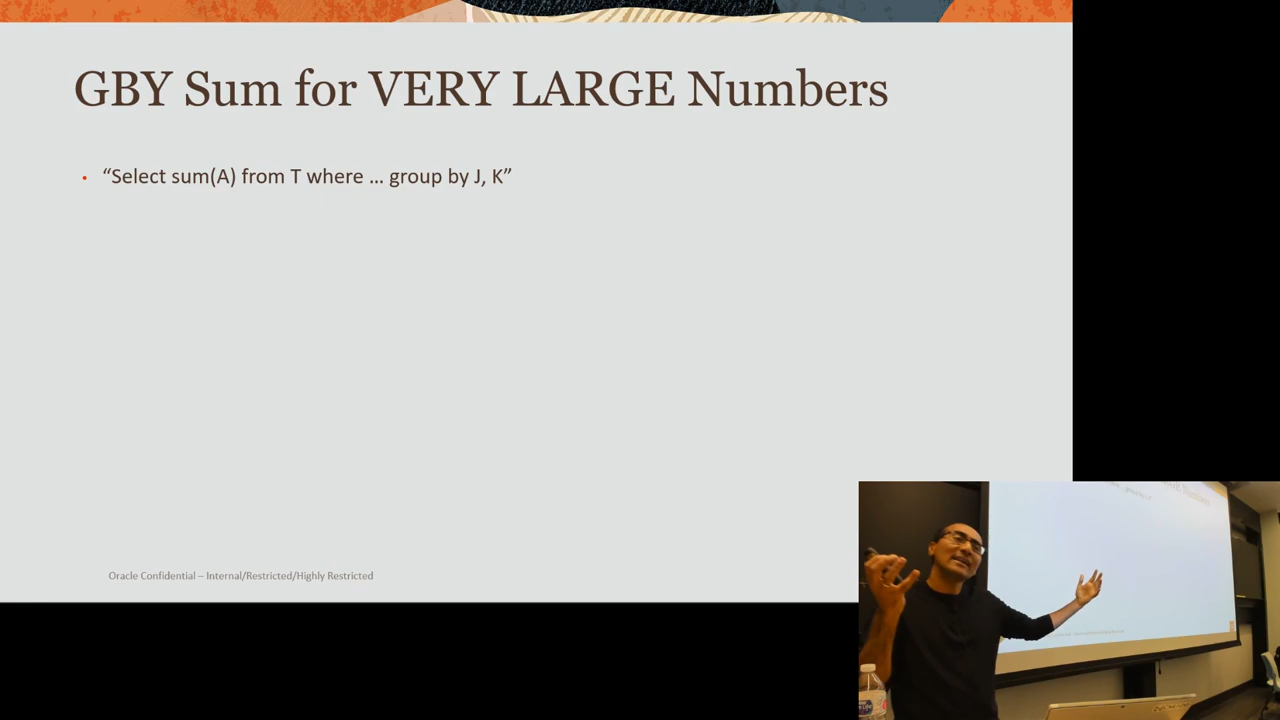 GBY Sum for VERY LARGE Numbers
• “Select sum(A) from T where ... group by J, K”
Oracle Confidential – Internal/Restricted/Highly Restricted